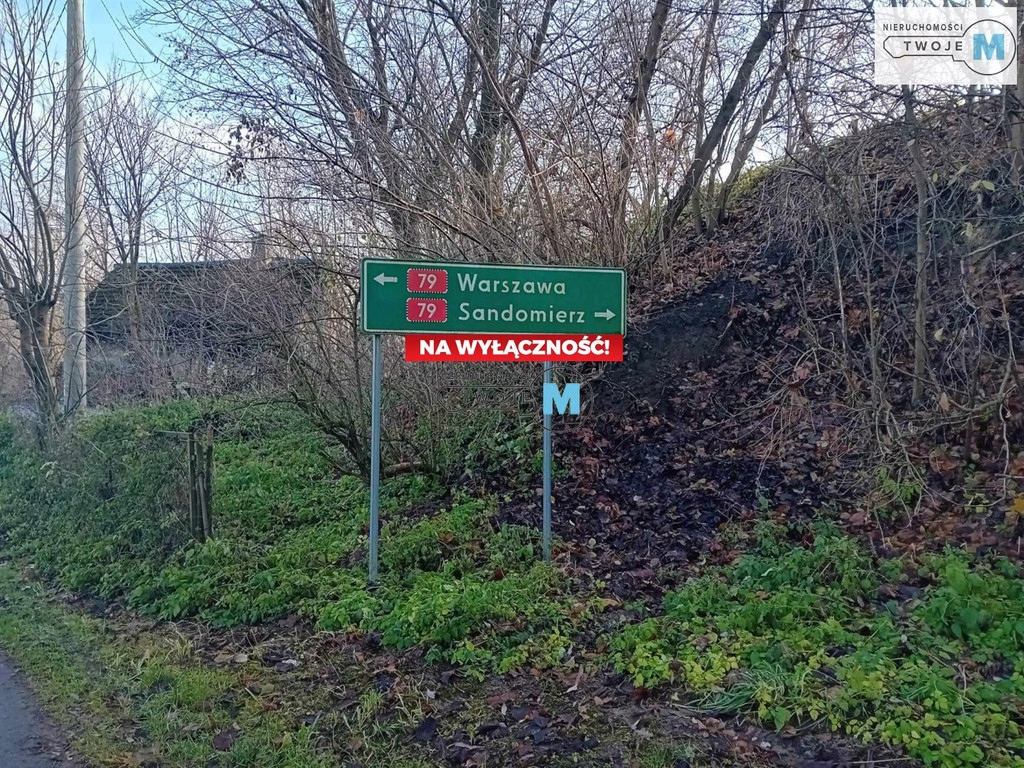 NIERUCHOMOŚCI
TWOJE M
79 Warszawa
79 Sandomierz
NA WYŁĄCZNOŚĆ!
M